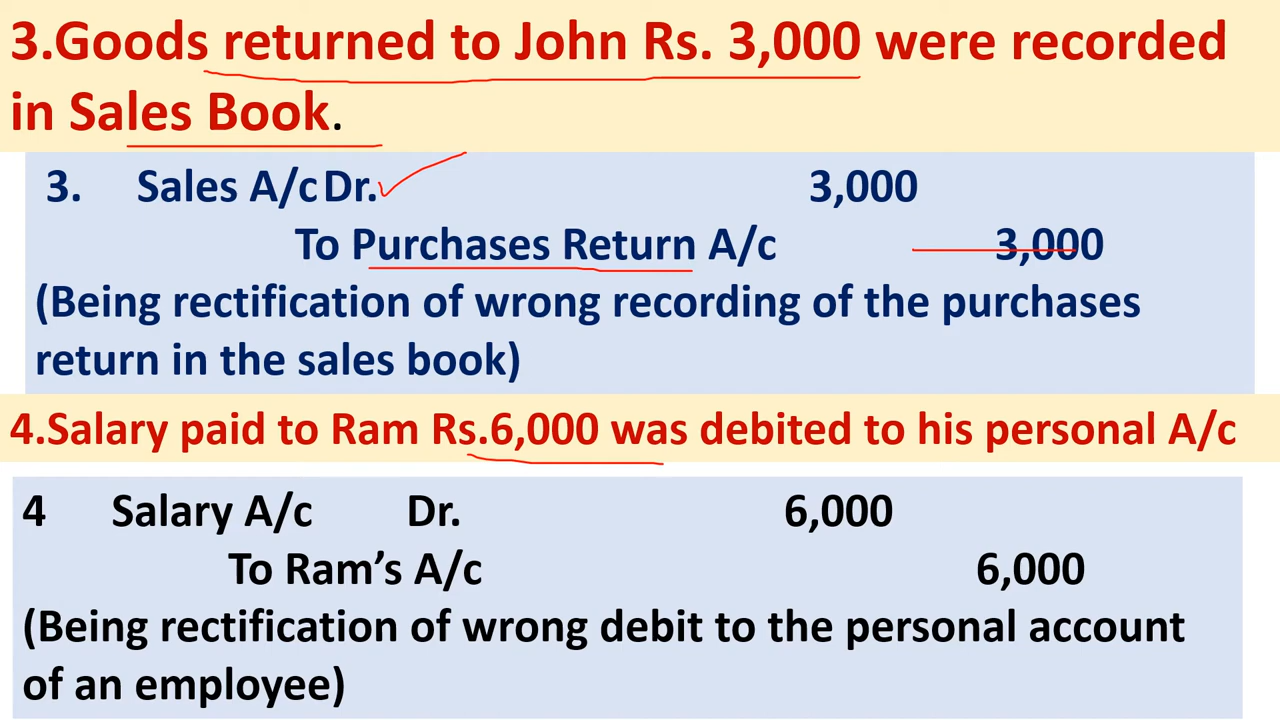 3.Goods returned to John Rs. 3,000 were recorded
in Sales Book.
3. Sales A/c Dr. 3,000
To Purchases Return A/c 3,000
(Being rectification of wrong recording of the purchases
return in the sales book)
4.Salary paid to Ram Rs.6,000 was debited to his personal A/c
4 Salary A/c Dr. 6,000
To Ram’s A/c 6,000
(Being rectification of wrong debit to the personal account
of an employee)